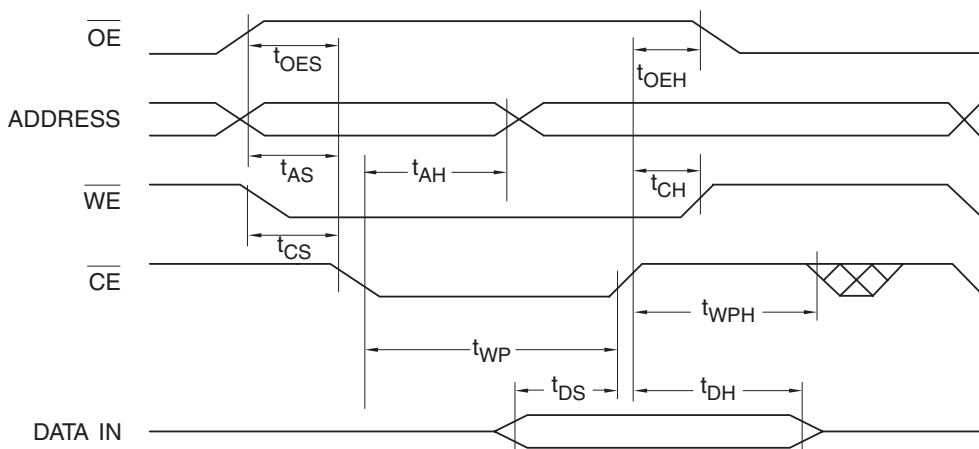 OE
tOES
tOEH
ADDRESS
tAS
tAH
tCH
WE
tCS
CE
tWPH
tWP
tDS
tDH
DATA IN